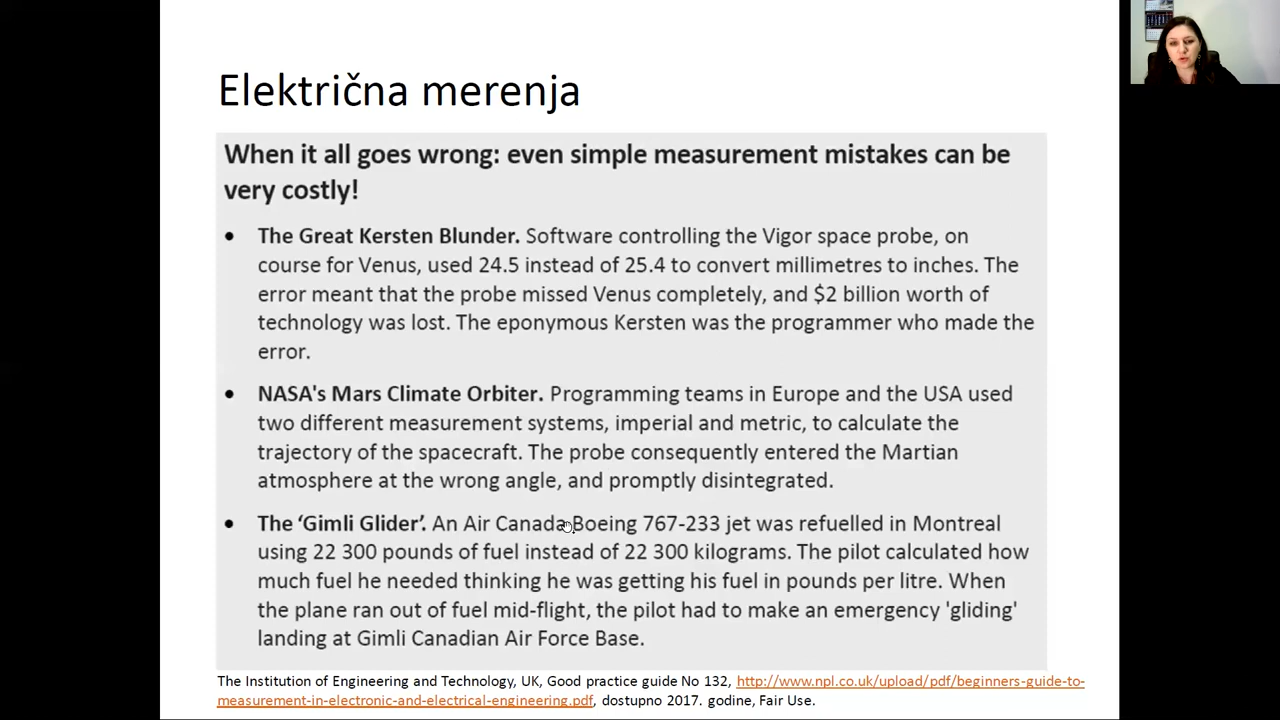 Električna merenja
When it all goes wrong: even simple measurement mistakes can be
very costly!
• The Great Kersten Blunder. Software controlling the Vigor space probe, on
course for Venus, used 24.5 instead of 25.4 to convert millimetres to inches. The
error meant that the probe missed Venus completely, and $2 billion worth of
technology was lost. The eponymous Kersten was the programmer who made the
error.
• NASA's Mars Climate Orbiter. Programming teams in Europe and the USA used
two different measurement systems, imperial and metric, to calculate the
trajectory of the spacecraft. The probe consequently entered the Martian
atmosphere at the wrong angle, and promptly disintegrated.
• The ‘Gimli Glider’. An Air Canada Boeing 767-233 jet was refuelled in Montreal
using 22 300 pounds of fuel instead of 22 300 kilograms. The pilot calculated how
much fuel he needed thinking he was getting his fuel in pounds per litre. When
the plane ran out of fuel mid-flight, the pilot had to make an emergency 'gliding'
landing at Gimli Canadian Air Force Base.
The Institution of Engineering and Technology, UK, Good practice guide No 132, http://www.npl.co.uk/upload/pdf/beginners-guide-to-
measurement-in-electronic-and-electrical-engineering.pdf, dostupno 2017. godine, Fair Use.